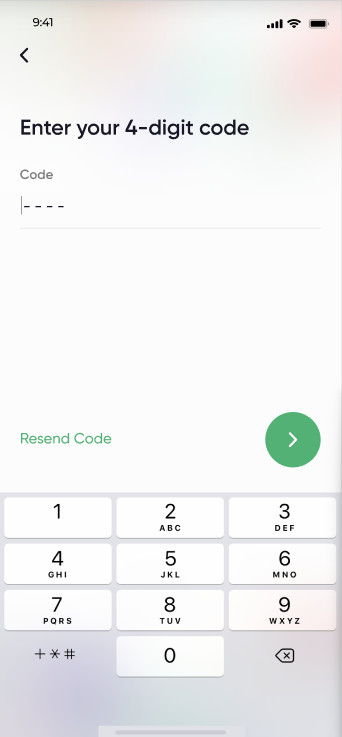 9:41
Enter your 4-digit code
Code
- - - -
Resend Code
1 2 3
ABC DEF
4 5 6
GHI JKL MNO
7 8 9
PQRS TUV WXYZ
+*# 0